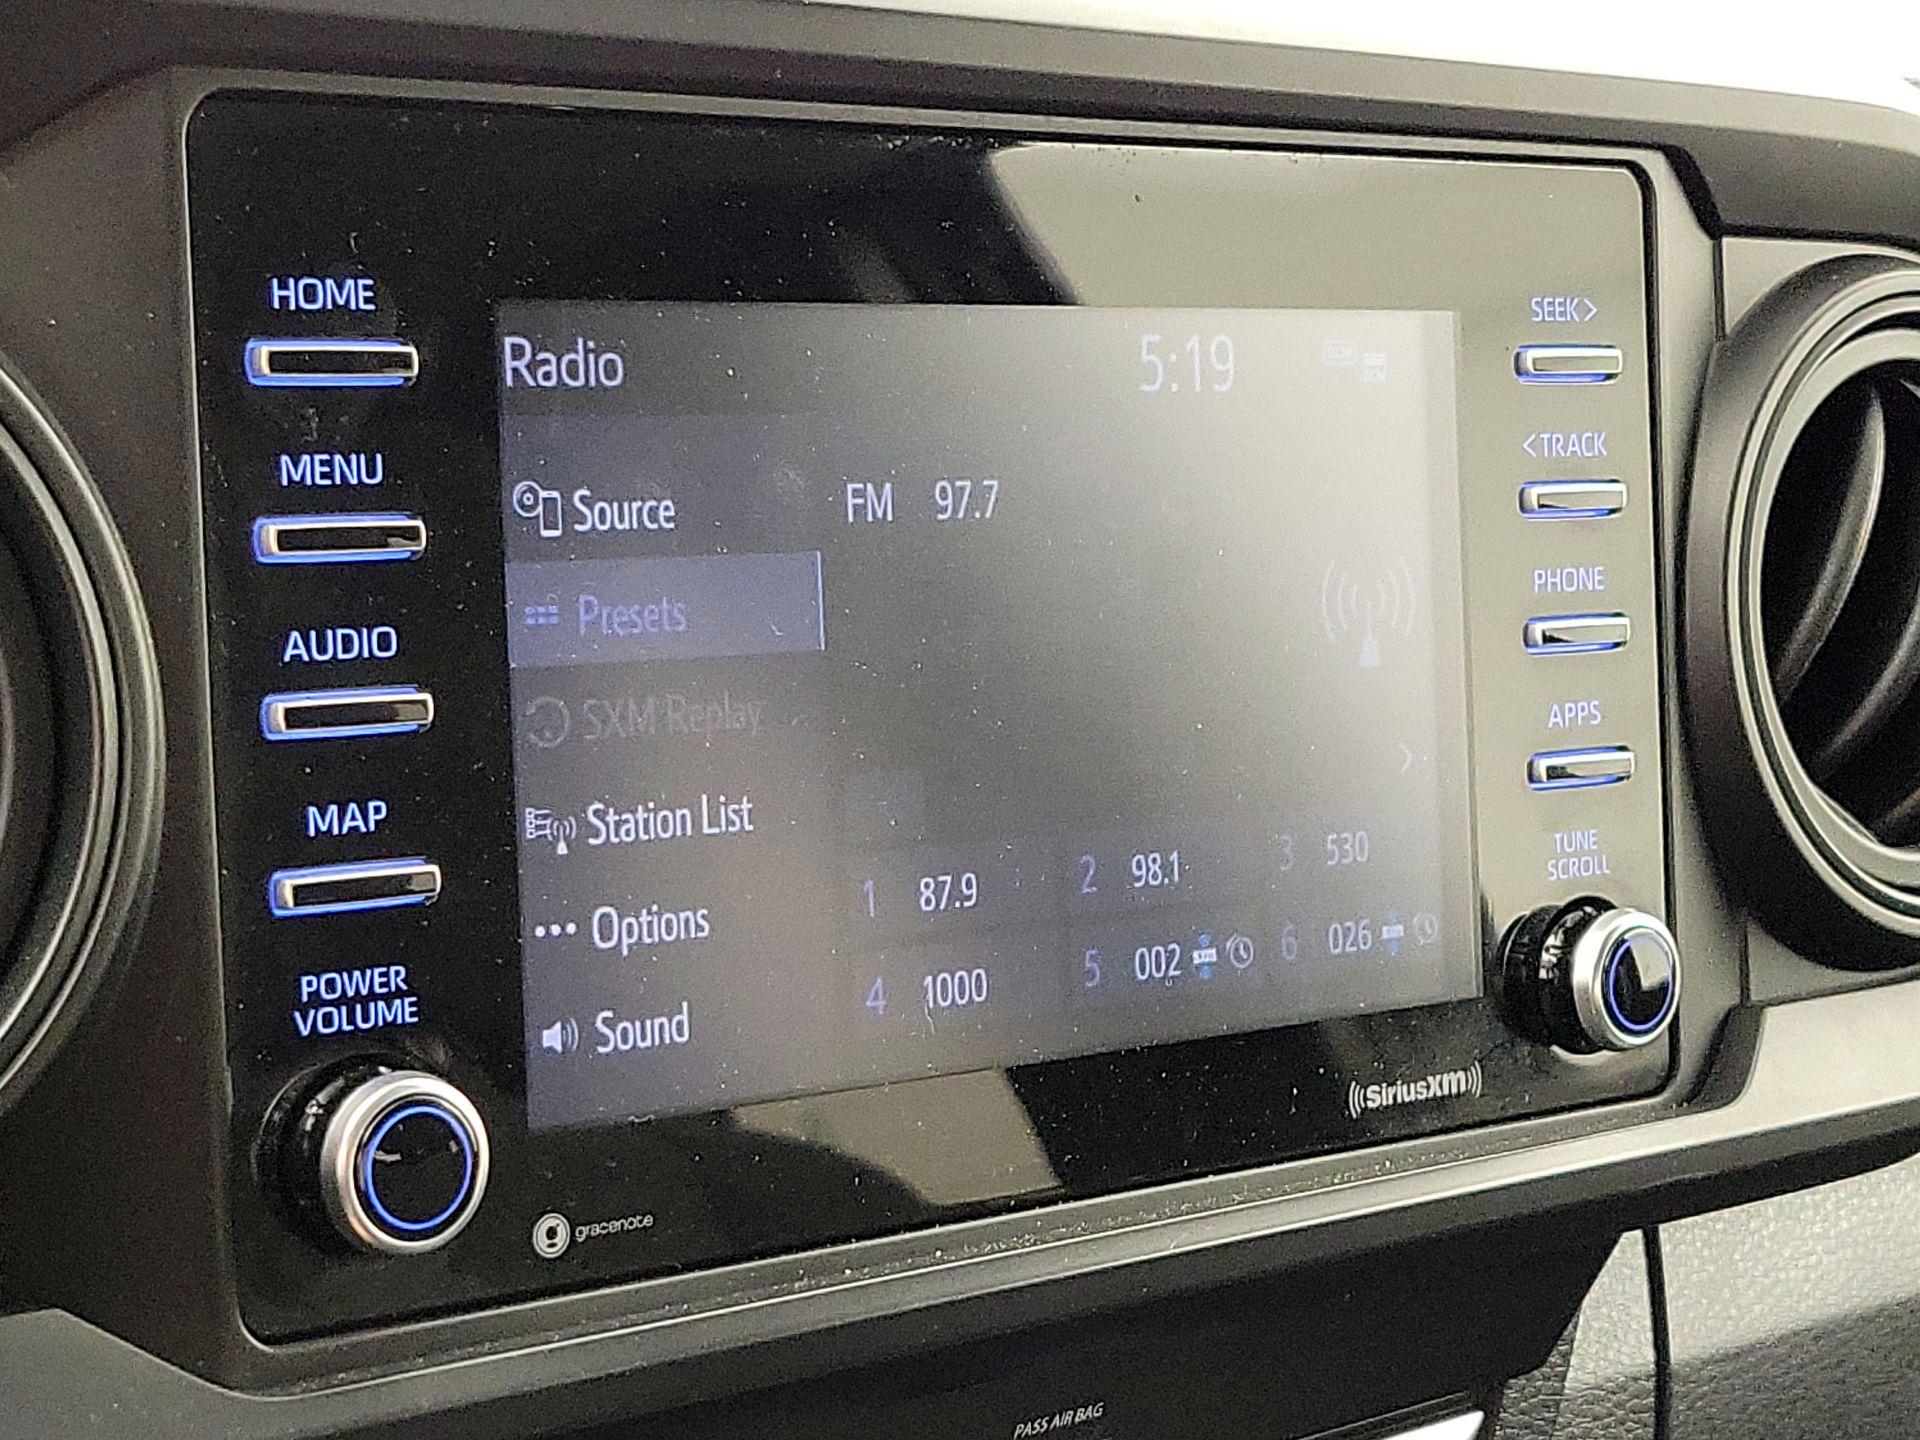 HOME
MENU
AUDIO
MAP
POWER
VOLUME
Radio 5:19
Source FM 97.7
Presets
SXM Replay
Station List
Options
Sound
1 87.9 2 98.1 3 530
4 1000 5 002 6 026
SEEK >
< TRACK
PHONE
APPS
TUNE
SCROLL
SiriusXM
gracenote
PASS AIR BAG